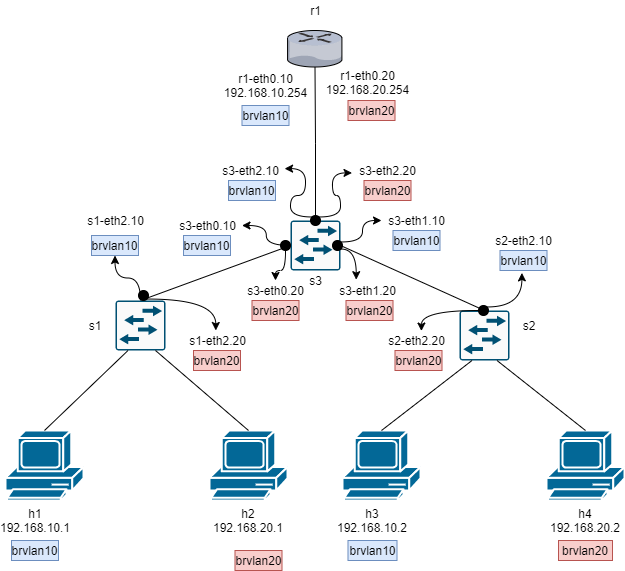 r1
r1-eth0.10
192.168.10.254
brvlan10
r1-eth0.20
192.168.20.254
brvlan20
s3-eth2.10
brvlan10
s3-eth2.20
brvlan20
s1-eth2.10
brvlan10
s3-eth0.10
brvlan10
s3-eth1.10
brvlan10
s2-eth2.10
brvlan10
s3
s3-eth0.20
brvlan20
s3-eth1.20
brvlan20
s1
s1-eth2.20
brvlan20
s2-eth2.20
brvlan20
s2
h1
192.168.10.1
brvlan10
h2
192.168.20.1
brvlan20
h3
192.168.10.2
brvlan10
h4
192.168.20.2
brvlan20